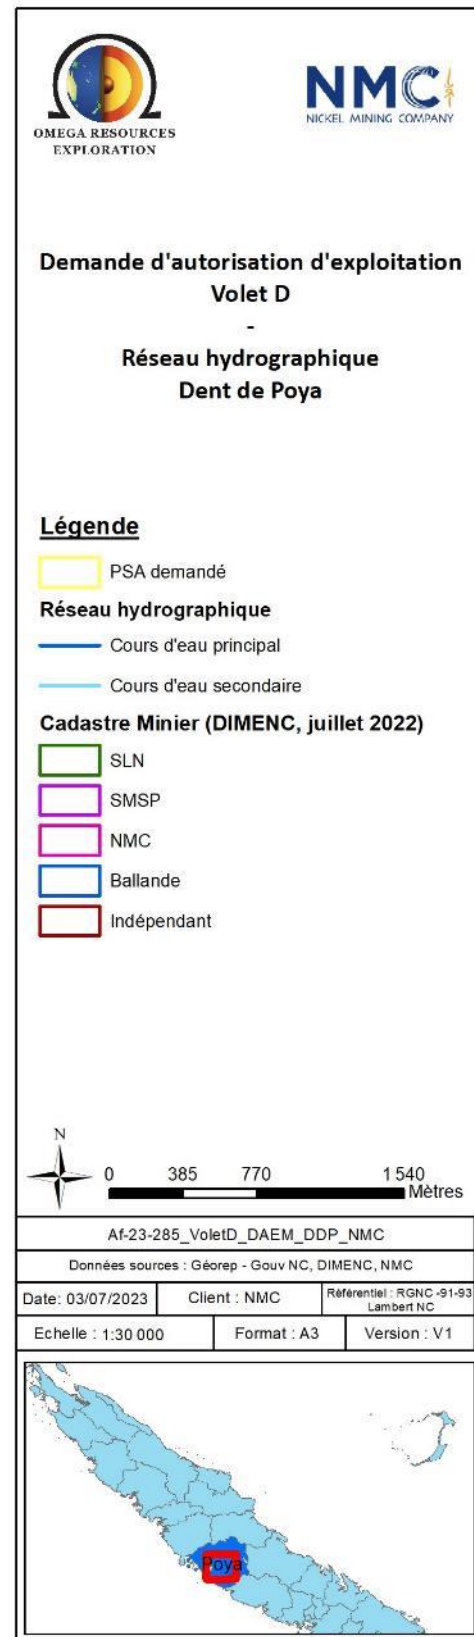 OMEGA RESOURCES
EXPLORATION
NMC
NICKEL MINING COMPANY
Demande d'autorisation d'exploitation
Volet D
-
Réseau hydrographique
Dent de Poya
Légende
PSA demandé
Réseau hydrographique
Cours d'eau principal
Cours d'eau secondaire
Cadastre Minier (DIMENC, juillet 2022)
SLN
SMSP
NMC
Ballande
Indépendant
N
0 385 770 1 540
Mètres
Af-23-285_VoletD_DAEM_DDP_NMC
Données sources : Géorep - Gouv NC, DIMENC, NMC
Date: 03/07/2023 Client : NMC Référentiel : RGNC -91-93
Lambert NC
Echelle : 1:30 000 Format : A3 Version : V1
Poya